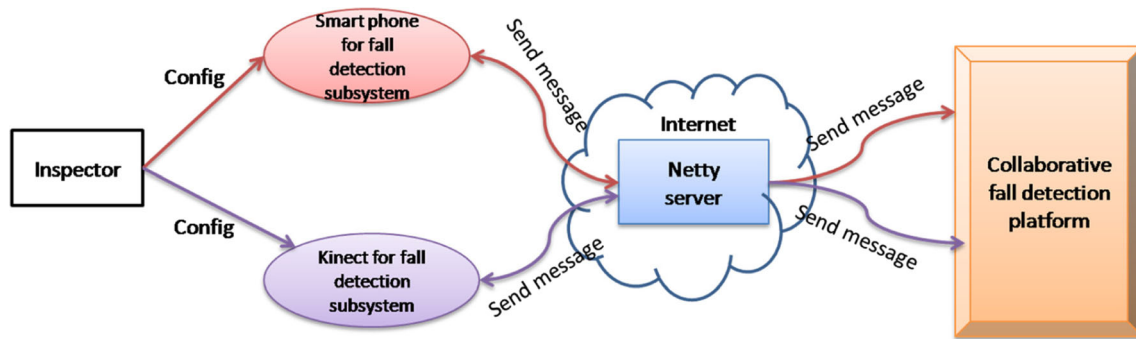 Smart phone
for fall
detection
subsystem
Config
Send message
Inspector
Internet
Netty
server
Send message
Collaborative
fall detection
platform
Config
Kinect for fall
detection
subsystem
Send message
Send message